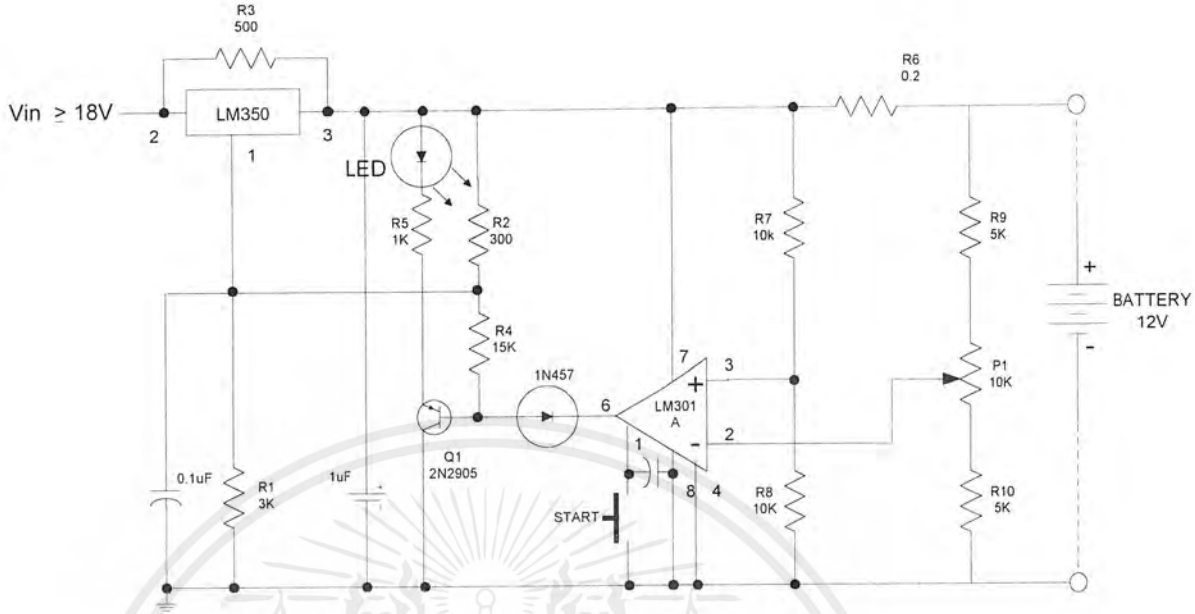 R3
500
Vin ≥ 18V
LM350
2
3
1
LED
R5
1K
R2
300
R6
0.2
R7
10k
R9
5K
+
BATTERY
12V
-
R4
15K
P1
10K
1N457
7
3
+
6
LM301
A
-
2
Q1
2N2905
1
8
4
0.1uF
R1
3K
1uF
START
R8
10K
R10
5K